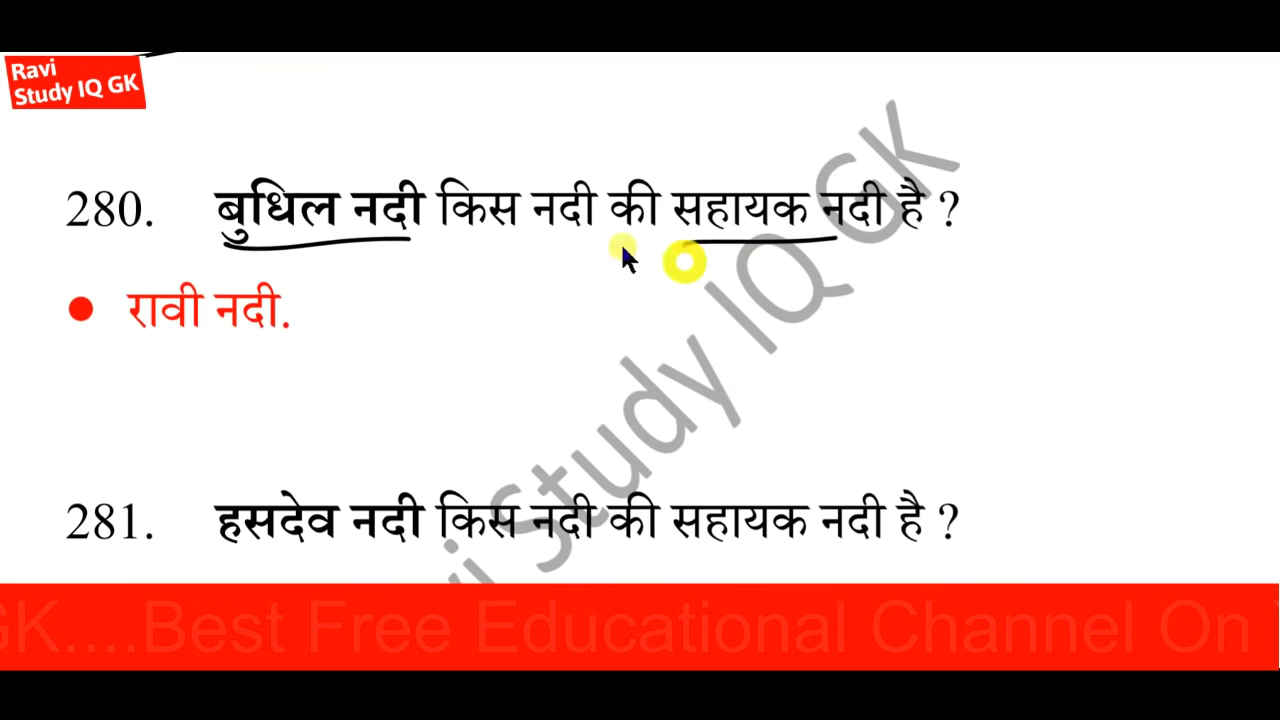 Ravi
Study IQ GK
280. बुधिल नदी किस नदी की सहायक नदी है ?
• रावी नदी.
281. हसदेव नदी किस नदी की सहायक नदी है ?
Ravi Study IQ GK
GK....Best Free Educational Channel On